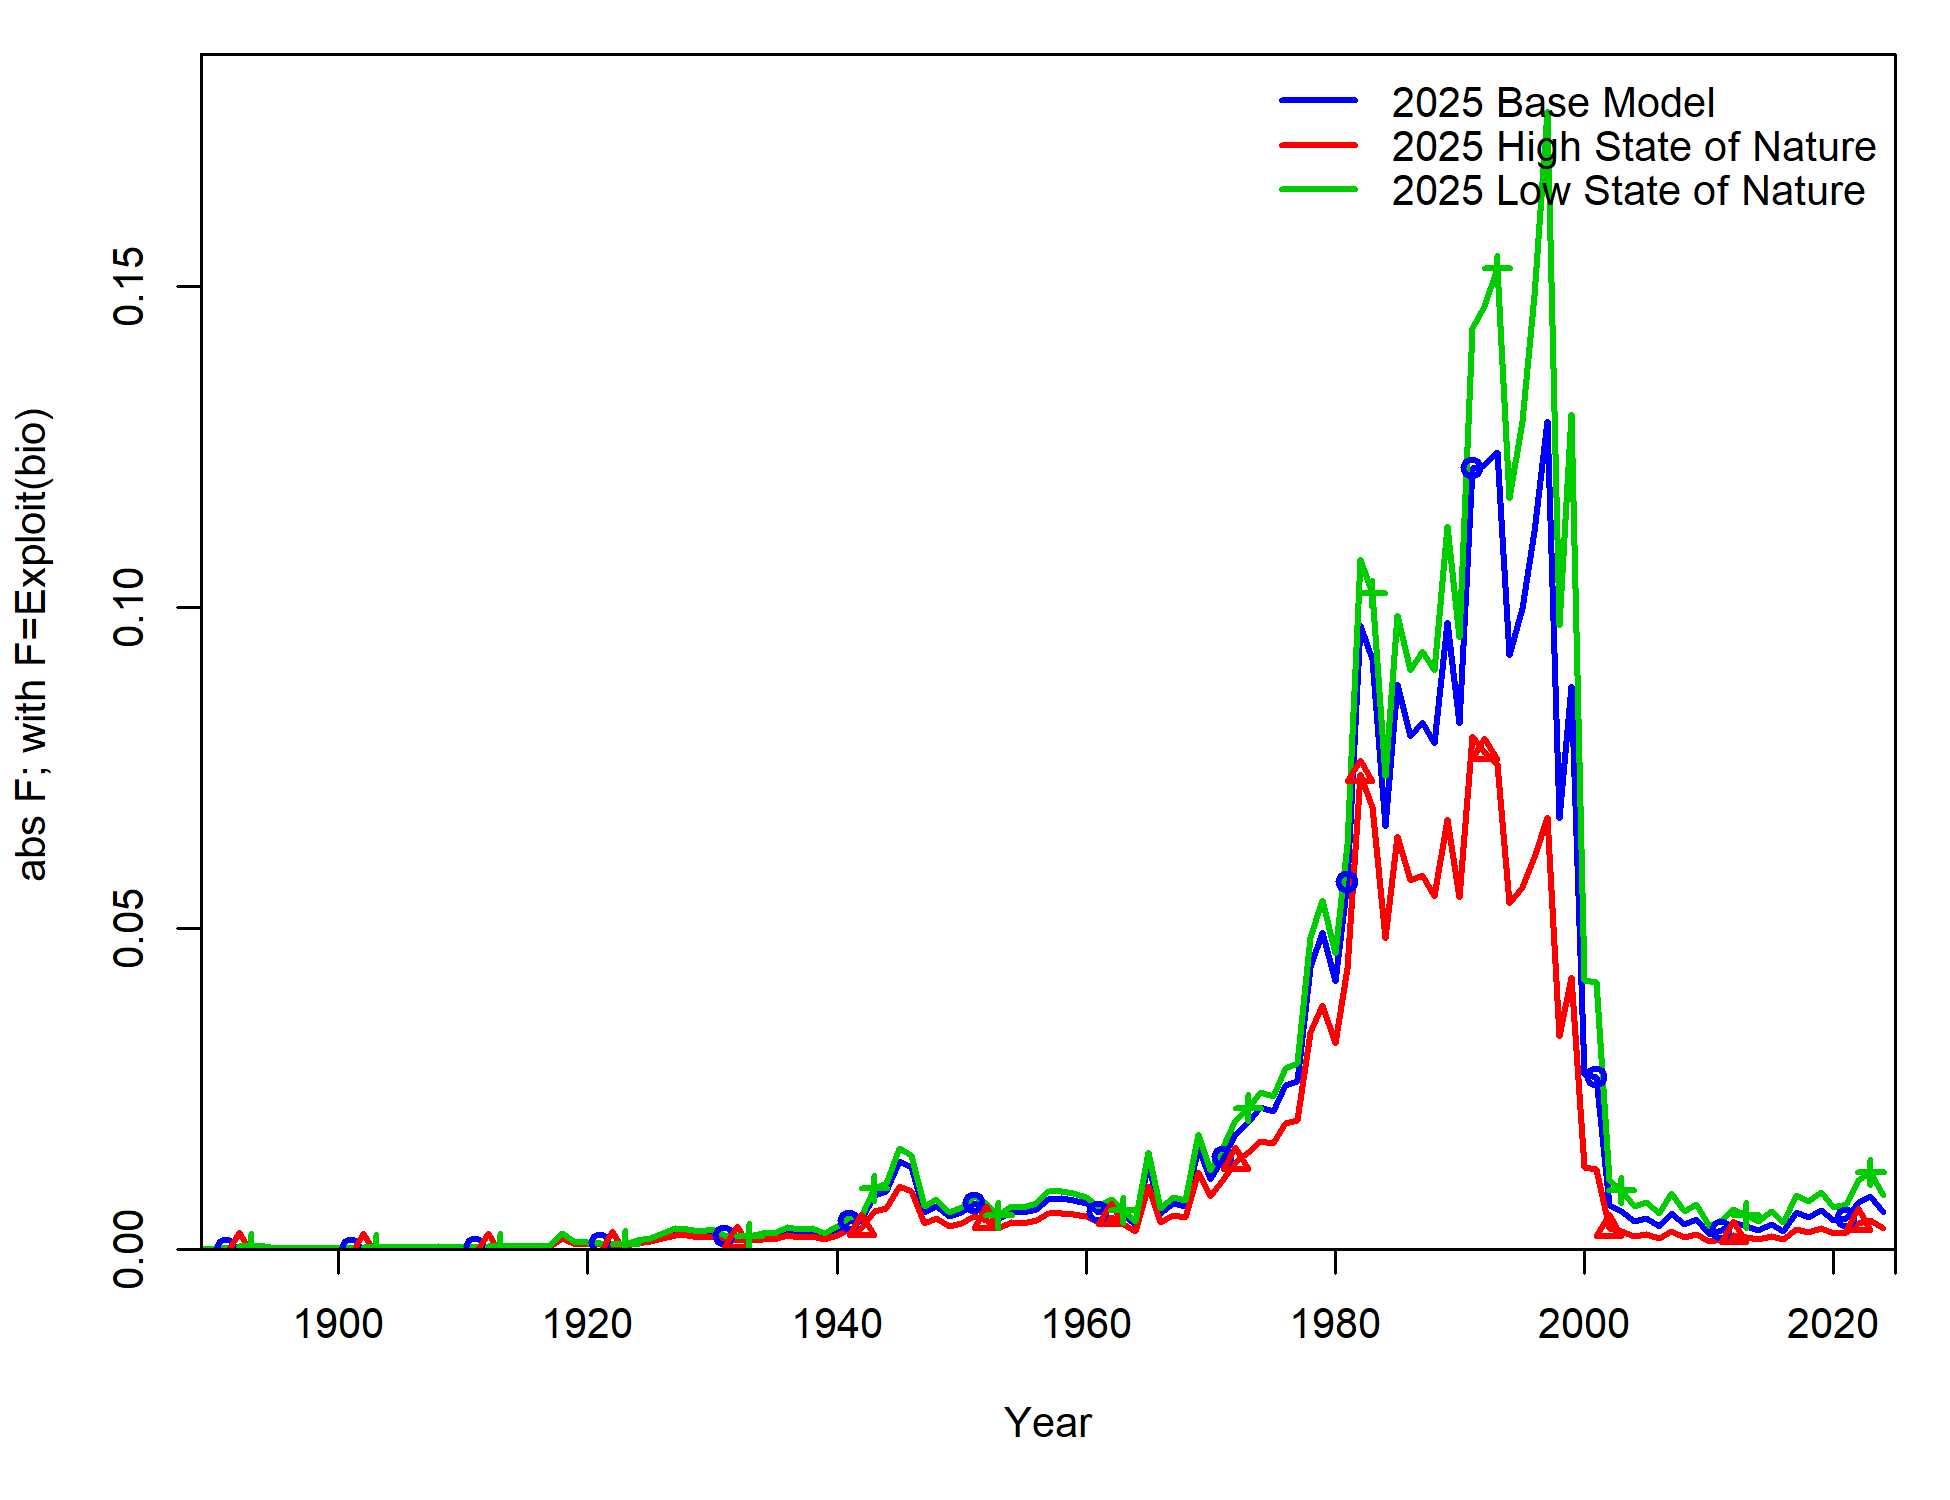 2025 Base Model
2025 High State of Nature
2025 Low State of Nature
abs F; with F=Exploit(bio)
0.15
0.10
0.05
0.00
1900 1920 1940 1960 1980 2000 2020
Year